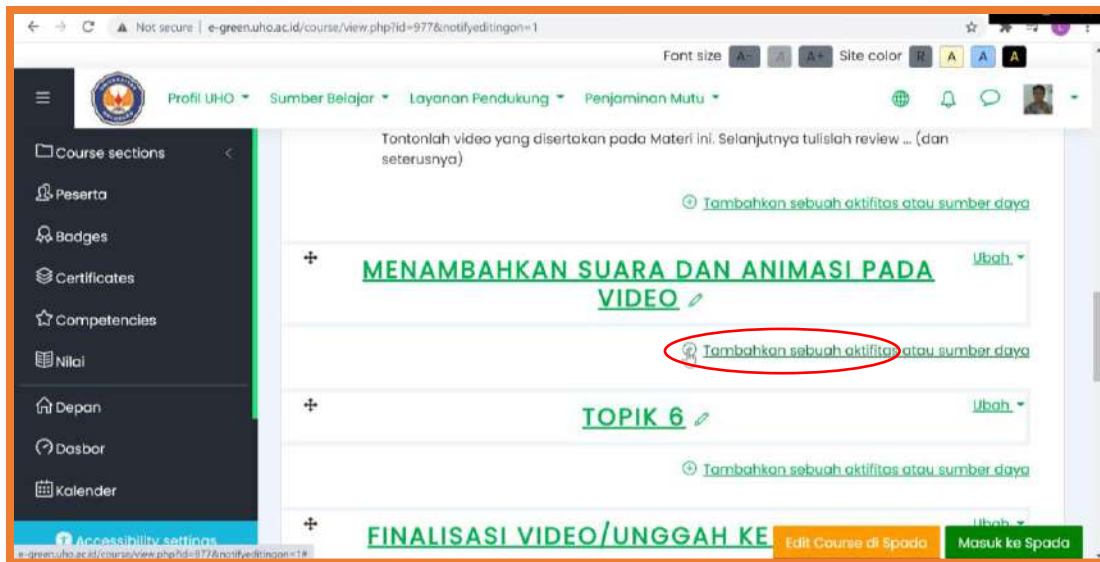 Not secure | e-green.uho.ac.id/course/view.php?id=977&notifyeditingon=1
Font size A- A A+ Site color R A A A
Profil UHO Sumber Belajar Layanan Pendukung Penjaminan Mutu
Course sections
Peserta
Badges
Certificates
Competencies
Nilai
Depan
Dasbor
Kalender
Accessibility settings
Tontonlah video yang disertakan pada Materi ini. Selanjutnya tulislah review ... (dan
seterusnya)
Tambahkan sebuah aktifitas atau sumber daya
MENAMBAHKAN SUARA DAN ANIMASI PADA
VIDEO
Ubah
Tambahkan sebuah aktifitas atau sumber daya
TOPIK 6
Ubah
Tambahkan sebuah aktifitas atau sumber daya
FINALISASI VIDEO/UNGGAH KE
Ubah
Edit Course di Spada
Masuk ke Spada
e-green.uho.ac.id/course/view.php?id=977&notifyeditingon=1#